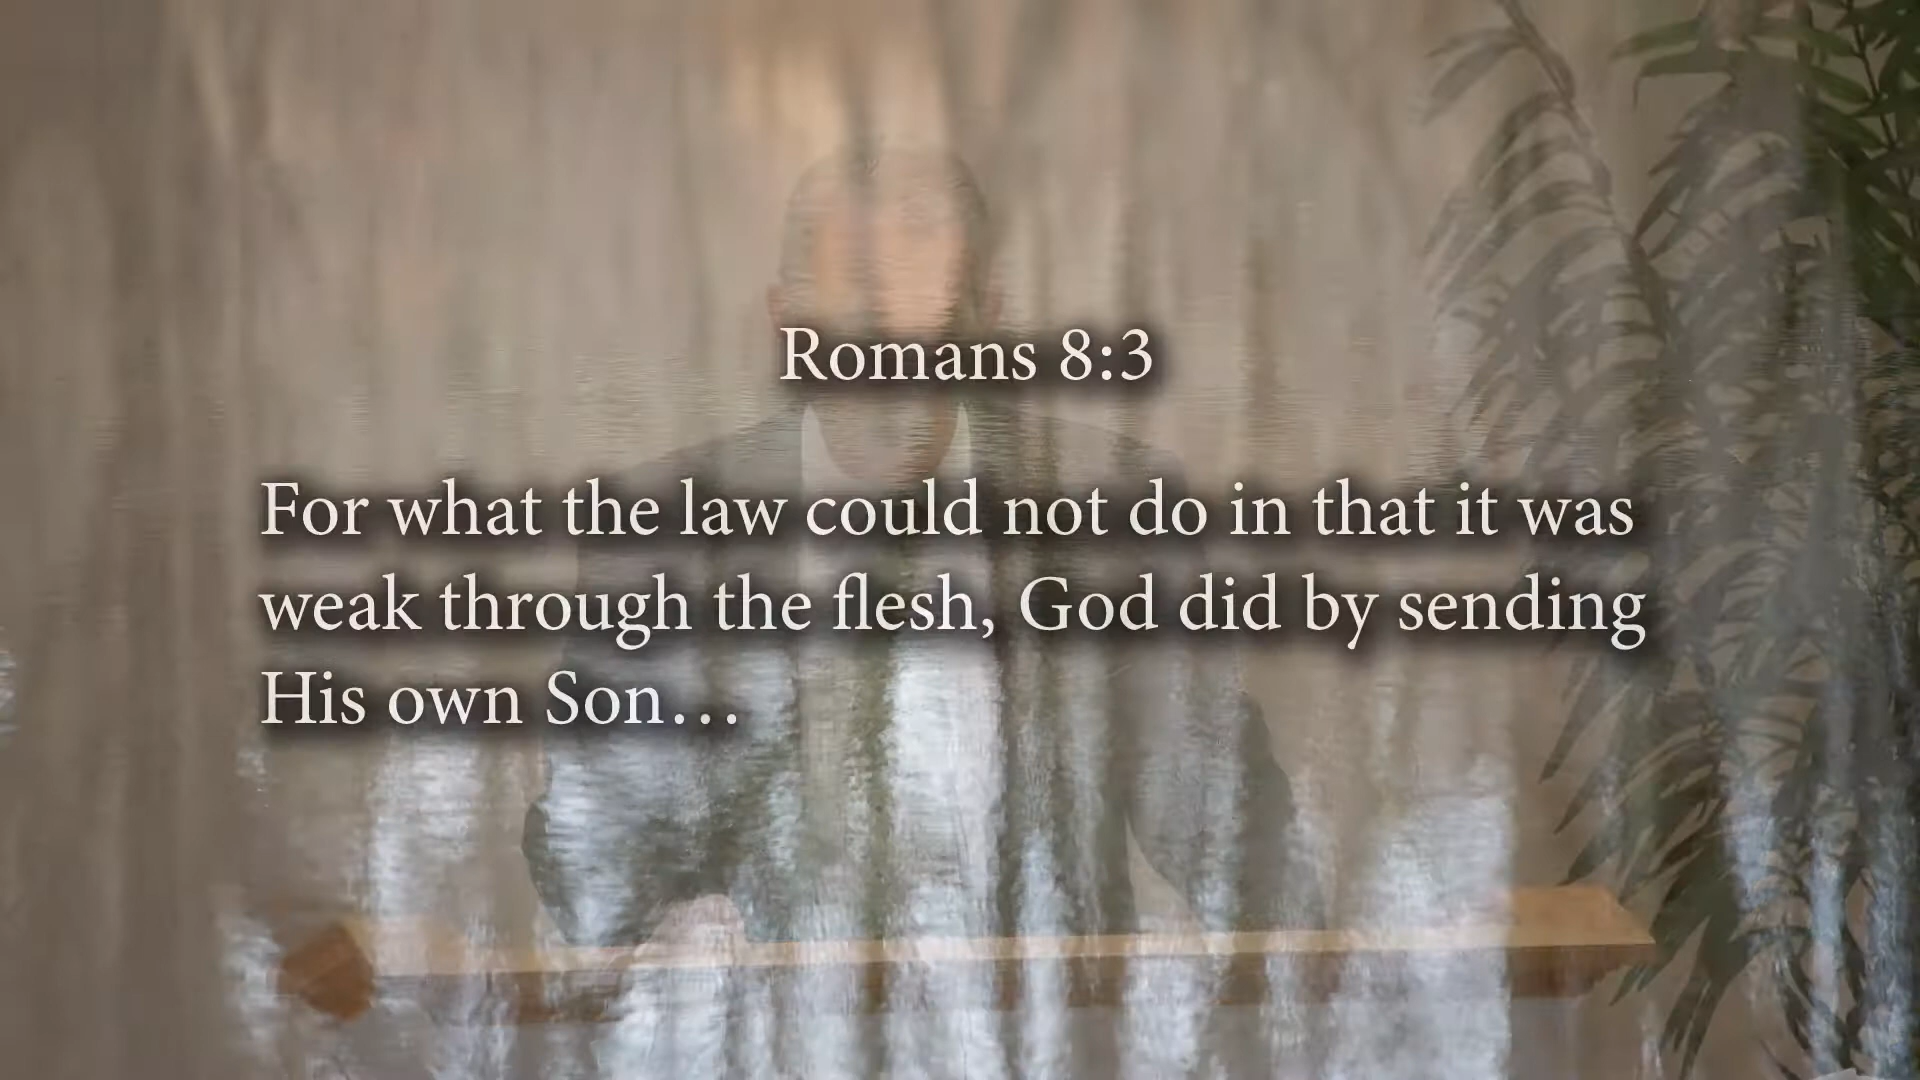 Romans 8:3
For what the law could not do in that it was
weak through the flesh, God did by sending
His own Son…